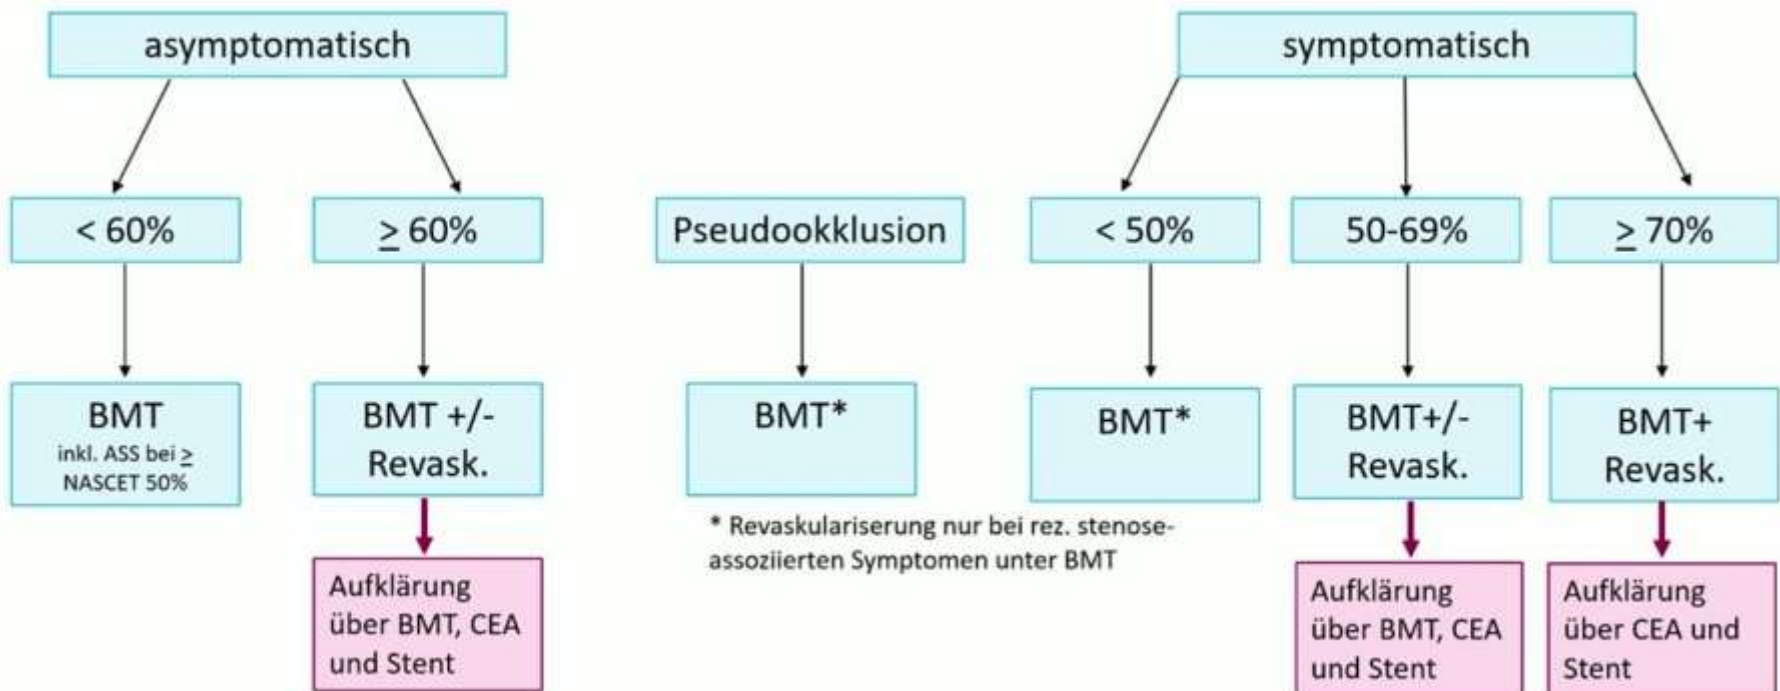 asymptomatisch
symptomatisch
< 60%
≥ 60%
Pseudookklusion
< 50%
50-69%
≥ 70%
BMT
inkl. ASS bei ≥
NASCET 50%
BMT +/-
Revask.
BMT*
BMT*
BMT+/-
Revask.
BMT+
Revask.
* Revaskulariserung nur bei rez. stenose-
assoziierten Symptomen unter BMT
Aufklärung
über BMT, CEA
und Stent
Aufklärung
über BMT, CEA
und Stent
Aufklärung
über CEA und
Stent